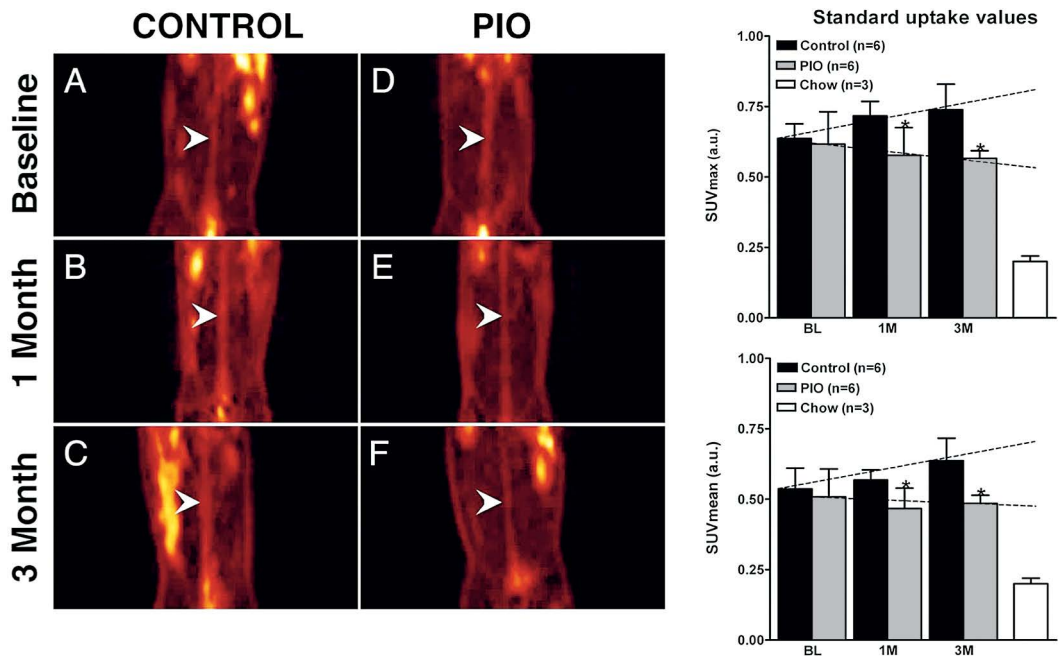 CONTROL
PIO
Baseline
1 Month
3 Month
A
D
B
E
C
F
Standard uptake values
1.00
0.75
0.50
0.25
0.00
SUVmax (a.u.)
Control (n=6)
PIO (n=6)
Chow (n=3)
*
*
BL 1M 3M
1.00
0.75
0.50
0.25
0.00
SUVmean (a.u.)
Control (n=6)
PIO (n=6)
Chow (n=3)
*
*
BL 1M 3M